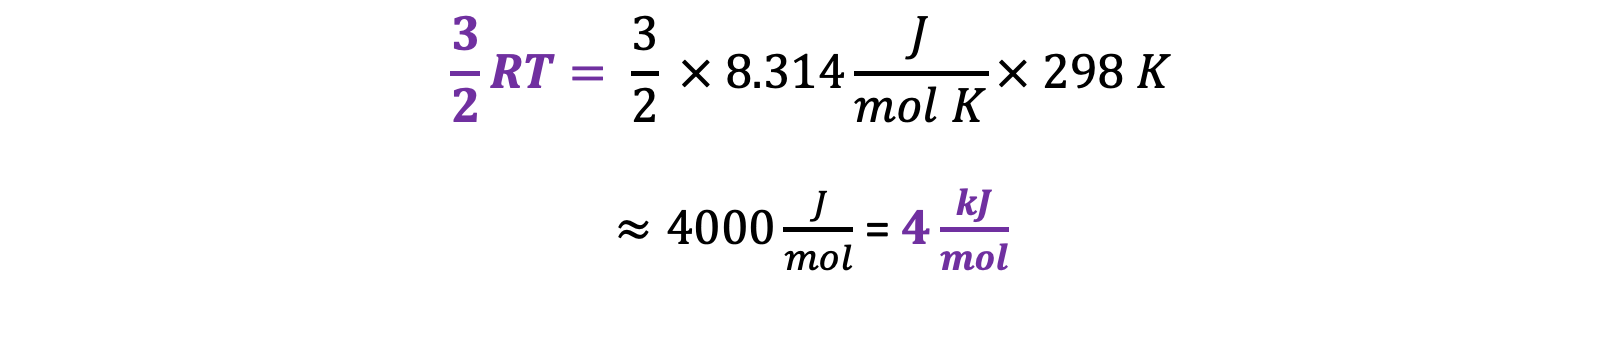 3/2 RT = 3/2 × 8.314 J/mol K × 298 K
≈ 4000 J/mol = 4 kJ/mol